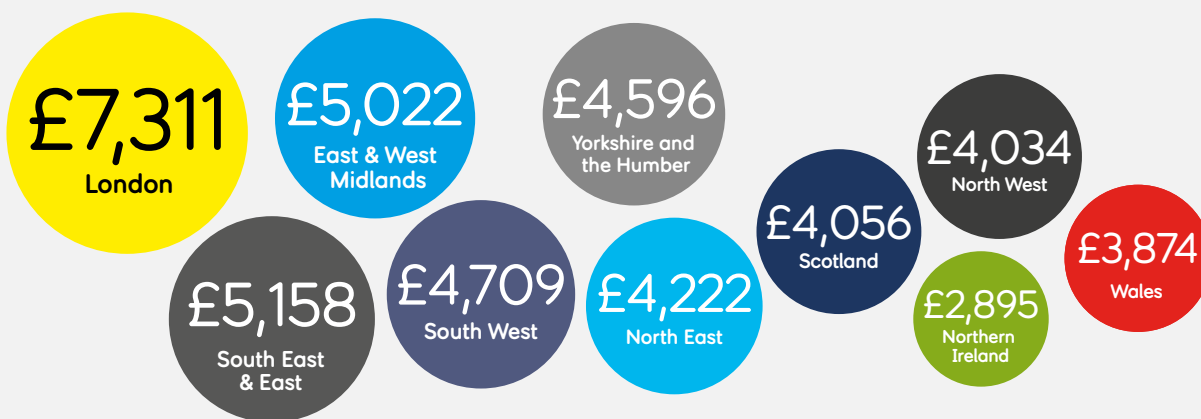 £7,311
London
£5,022
East & West
Midlands
£4,596
Yorkshire and
the Humber
£4,034
North West
£5,158
South East
& East
£4,709
South West
£4,222
North East
£4,056
Scotland
£2,895
Northern
Ireland
£3,874
Wales